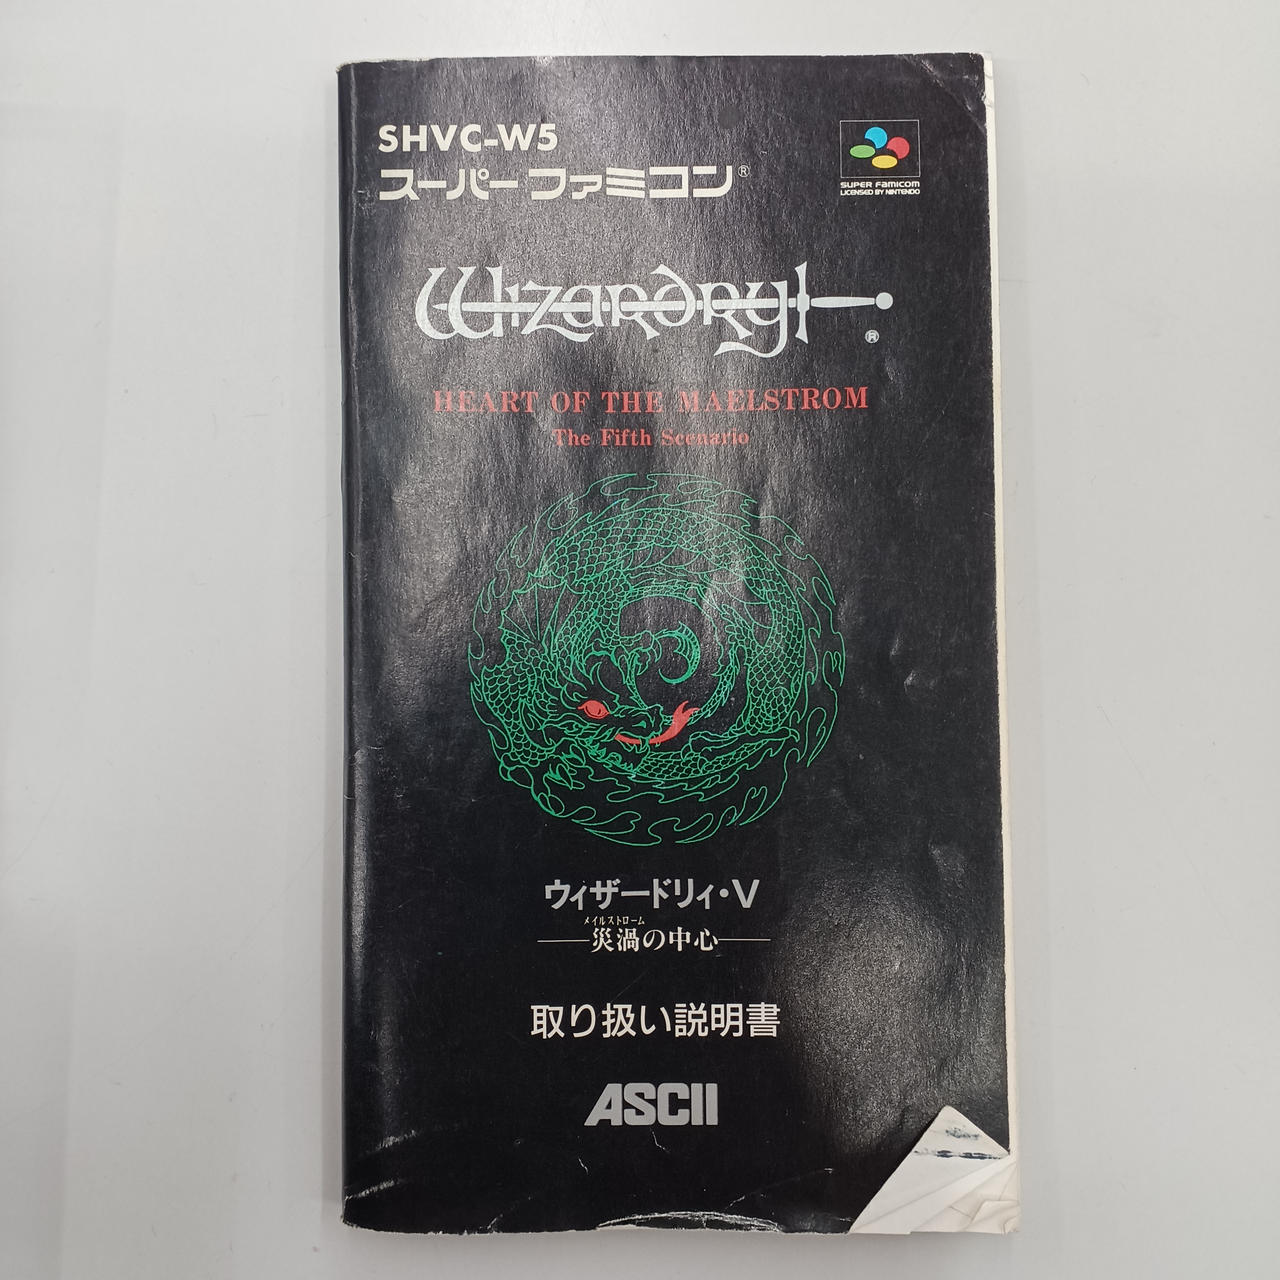 SHVC-W5
スーパーファミコン®
SUPER FAMICOM
LICENSED BY NINTENDO
Wizardry
®
HEART OF THE MAELSTROM
The Fifth Scenario
ウィザードリィ・V
メイルストローム
災渦の中心
取り扱い説明書
ASCII